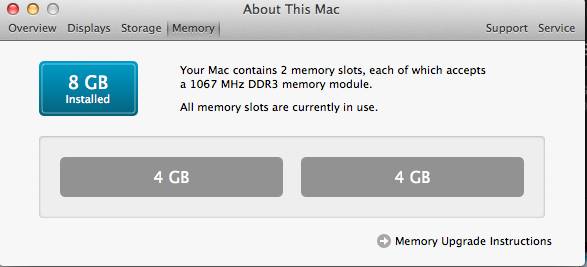 About This Mac
Overview Displays Storage Memory Support Service
8 GB
Installed
Your Mac contains 2 memory slots, each of which accepts
a 1067 MHz DDR3 memory module.
All memory slots are currently in use.
4 GB 4 GB
Memory Upgrade Instructions